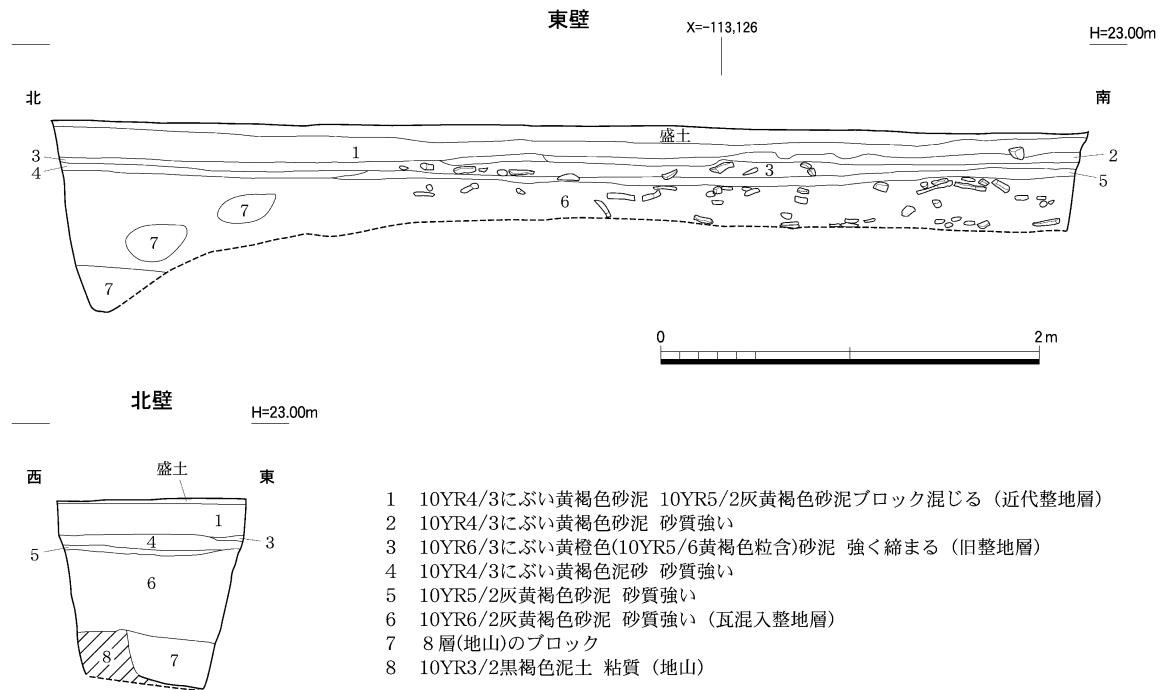 東壁
X=-113,126
H=23.00m
北
南
盛土
1
2
3
3
4
5
6
7
7
7
0
2m
北壁
H=23.00m
西
盛土
東
1
4
3
5
6
8
7
1 10YR4/3にぶい黄褐色砂泥 10YR5/2灰黄褐色砂泥ブロック混じる（近代整地層）
2 10YR4/3にぶい黄褐色砂泥 砂質強い
3 10YR6/3にぶい黄橙色(10YR5/6黄褐色粒含)砂泥 強く締まる（旧整地層）
4 10YR4/3にぶい黄褐色泥砂 砂質強い
5 10YR5/2灰黄褐色砂泥 砂質強い
6 10YR6/2灰黄褐色砂泥 砂質強い（瓦混入整地層）
7 8層(地山)のブロック
8 10YR3/2黒褐色泥土 粘質（地山）